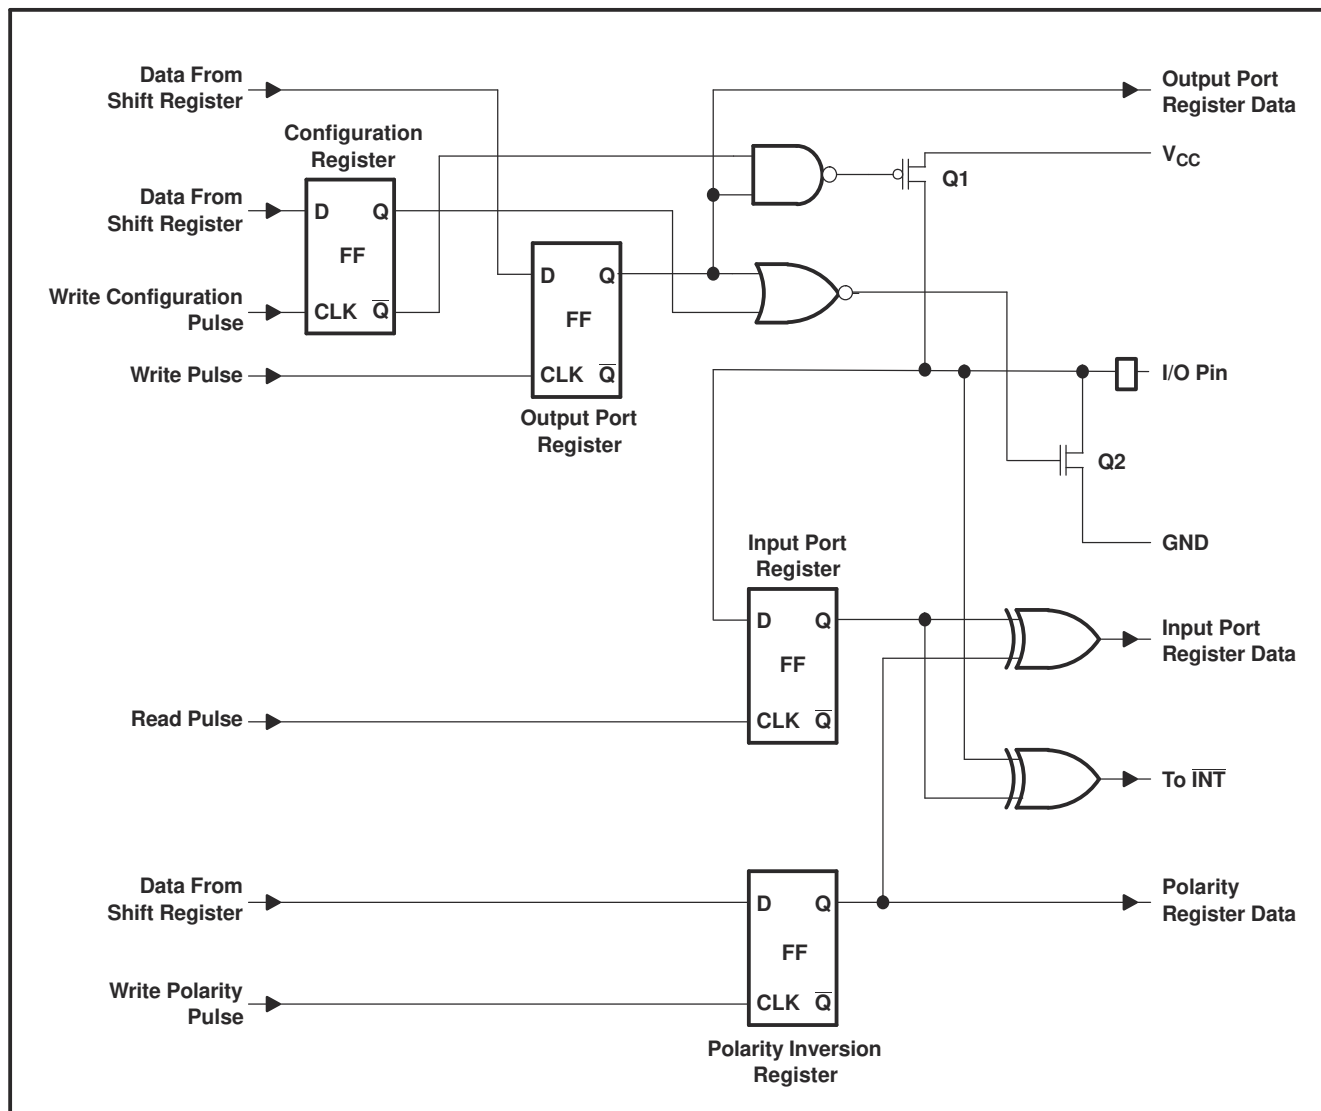 Data From
Shift Register
Output Port
Register Data
Configuration
Register
V_CC
Q1
Data From
Shift Register
D Q
FF
CLK Q̅
Write Configuration
Pulse
D Q
FF
CLK Q̅
Write Pulse
I/O Pin
Output Port
Register
Q2
GND
Input Port
Register
D Q
FF
CLK Q̅
Input Port
Register Data
Read Pulse
To I̅N̅T̅
Data From
Shift Register
D Q
FF
CLK Q̅
Polarity
Register Data
Write Polarity
Pulse
Polarity Inversion
Register